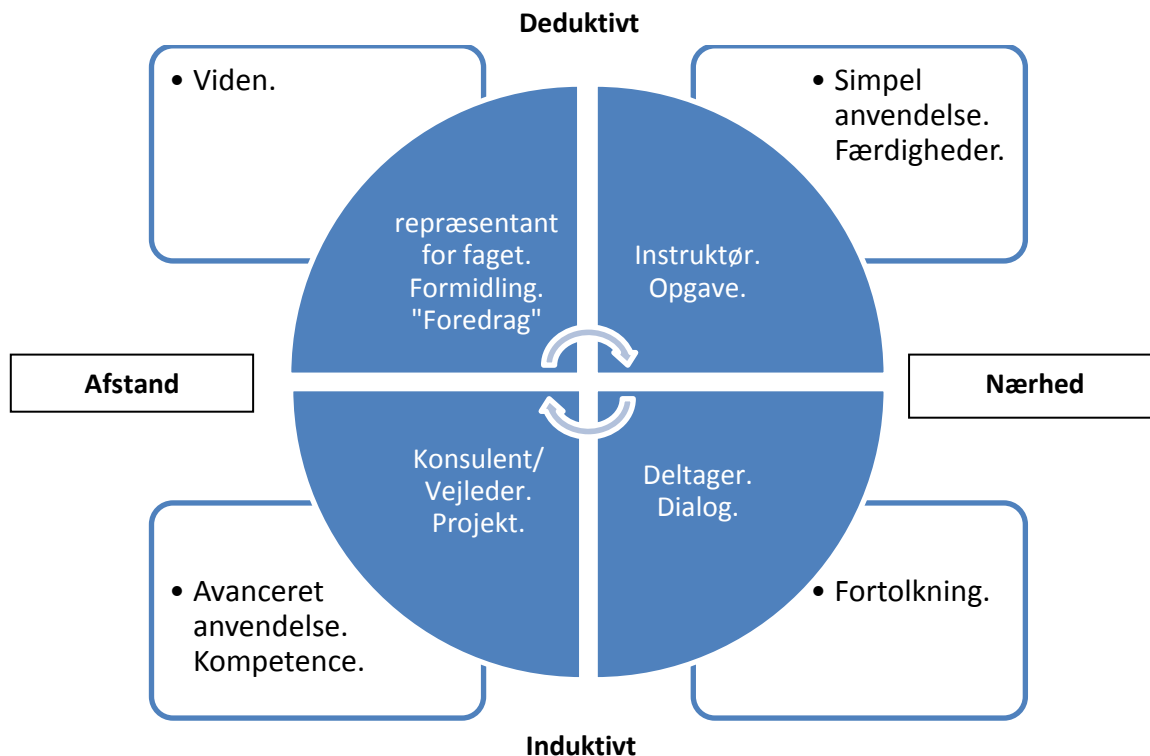 Deduktivt
• Viden.
• Simpel
anvendelse.
Færdigheder.
repræsentant
for faget.
Formidling.
"Foredrag"
Instruktør.
Opgave.
Afstand
Nærhed
Konsulent/
Vejleder.
Projekt.
Deltager.
Dialog.
• Avanceret
anvendelse.
Kompetence.
• Fortolkning.
Induktivt